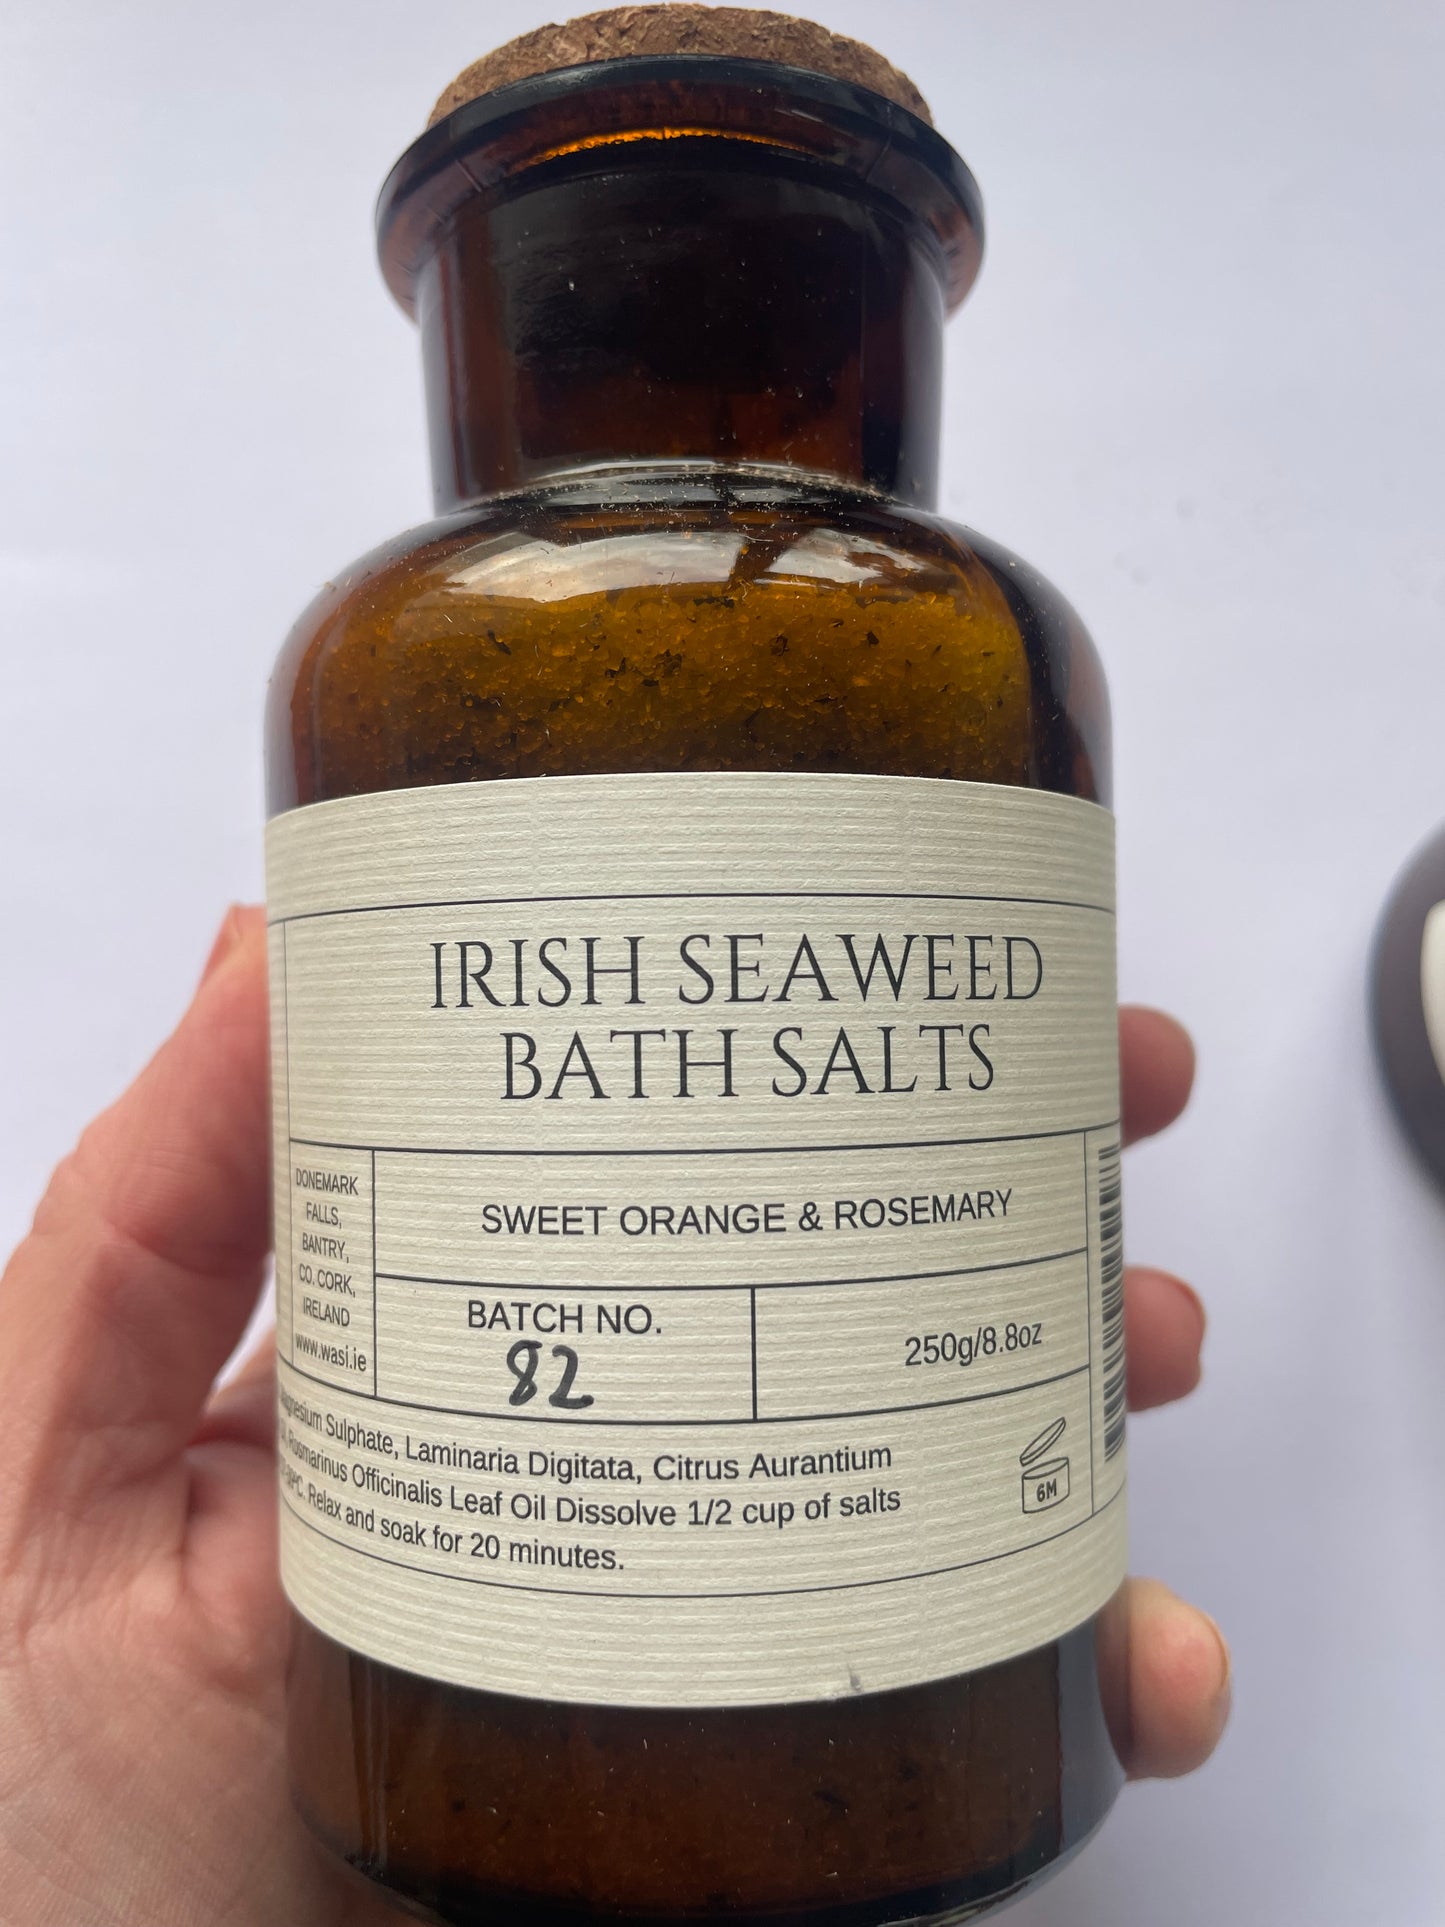 IRISH SEAWEED
BATH SALTS
DONEMARK
FALLS,
BANTRY,
CO. CORK,
IRELAND
www.wasi.ie
SWEET ORANGE & ROSEMARY
BATCH NO.
82
250g/8.8oz
Sulphate, Laminaria Digitata, Citrus Aurantium
Rosmarinus Officinalis Leaf Oil Dissolve 1/2 cup of salts
Relax and soak for 20 minutes.
6M